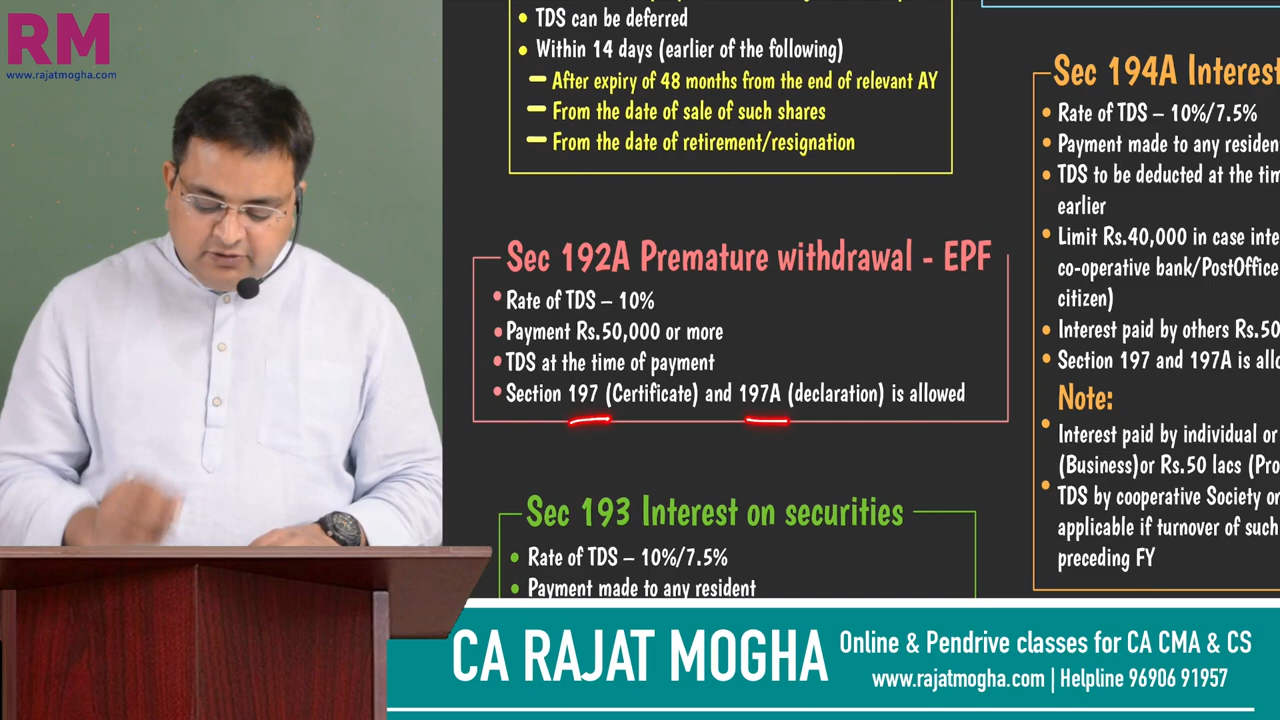 RM
www.rajatmogha.com
TDS can be deferred
Within 14 days (earlier of the following)
After expiry of 48 months from the end of relevant AY
From the date of sale of such shares
From the date of retirement/resignation
Sec 192A Premature withdrawal - EPF
Rate of TDS – 10%
Payment Rs.50,000 or more
TDS at the time of payment
Section 197 (Certificate) and 197A (declaration) is allowed
Sec 193 Interest on securities
Rate of TDS – 10%/7.5%
Payment made to any resident
Sec 194A Interest
Rate of TDS – 10%/7.5%
Payment made to any residen
TDS to be deducted at the tim
earlier
Limit Rs.40,000 in case inte
co-operative bank/PostOffice
citizen)
Interest paid by others Rs.50
Section 197 and 197A is allo
Note:
Interest paid by individual or
(Business)or Rs.50 lacs (Pro
TDS by cooperative Society or
applicable if turnover of such
preceding FY
CA RAJAT MOGHA
Online & Pendrive classes for CA CMA & CS
www.rajatmogha.com | Helpline 96906 91957